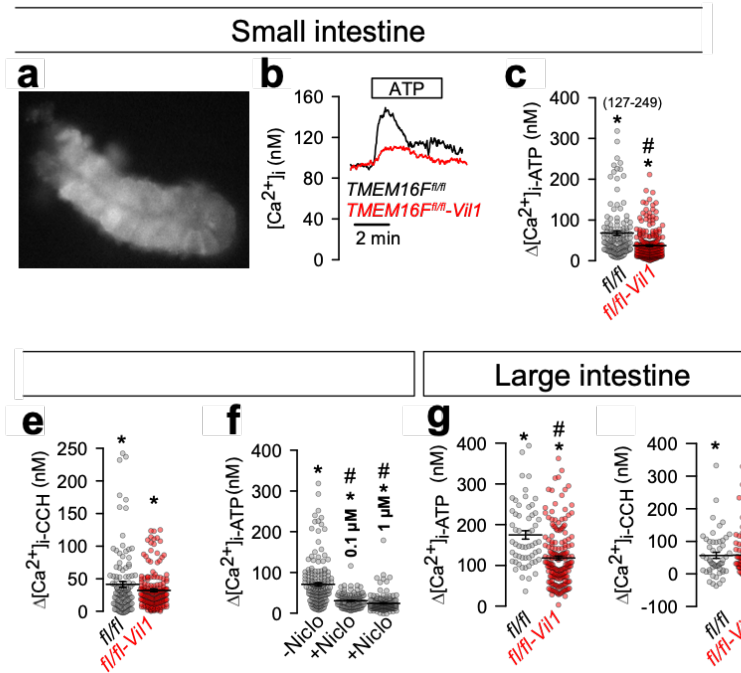 Small intestine
a
b
ATP
[Ca²⁺]i (nM)
160
120
80
40
0
TMEM16Ffl/fl
TMEM16Ffl/fl-Vil1
2 min
c
Δ[Ca²⁺]i-ATP (nM)
400
300
200
100
0
(127-249)
*
#
*
fl/fl
fl/fl-Vil1
Large intestine
e
Δ[Ca²⁺]i-CCH (nM)
250
200
150
100
50
0
*
*
fl/fl
fl/fl-Vil1
f
Δ[Ca²⁺]i-ATP (nM)
400
300
200
100
0
*
0.1 µM * #
1 µM * #
-Niclo
+Niclo
+Niclo
g
Δ[Ca²⁺]i-ATP (nM)
400
300
200
100
0
*
#
*
fl/fl
fl/fl-Vil1
Δ[Ca²⁺]i-CCH (nM)
400
300
200
100
0
-100
*
fl/fl
fl/fl-Vi